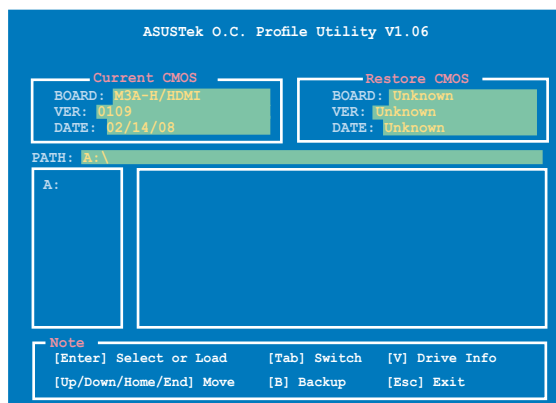 ASUSTek O.C. Profile Utility V1.06
Current CMOS
BOARD: M3A-H/HDMI
VER: 0109
DATE: 02/14/08
Restore CMOS
BOARD: Unknown
VER: Unknown
DATE: Unknown
PATH: A:\
A:
Note
[Enter] Select or Load [Tab] Switch [V] Drive Info
[Up/Down/Home/End] Move [B] Backup [Esc] Exit